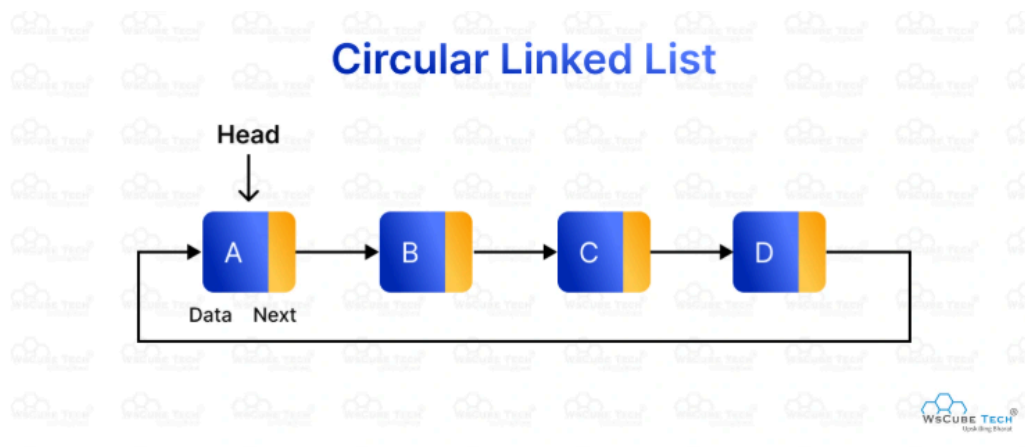 Circular Linked List
Head
A
B
C
D
Data Next
WsCube Tech®
Upskilling Bharat